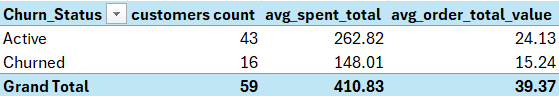 Churn_Status customers count avg_spent_total avg_order_total_value
Active 43 262.82 24.13
Churned 16 148.01 15.24
Grand Total 59 410.83 39.37